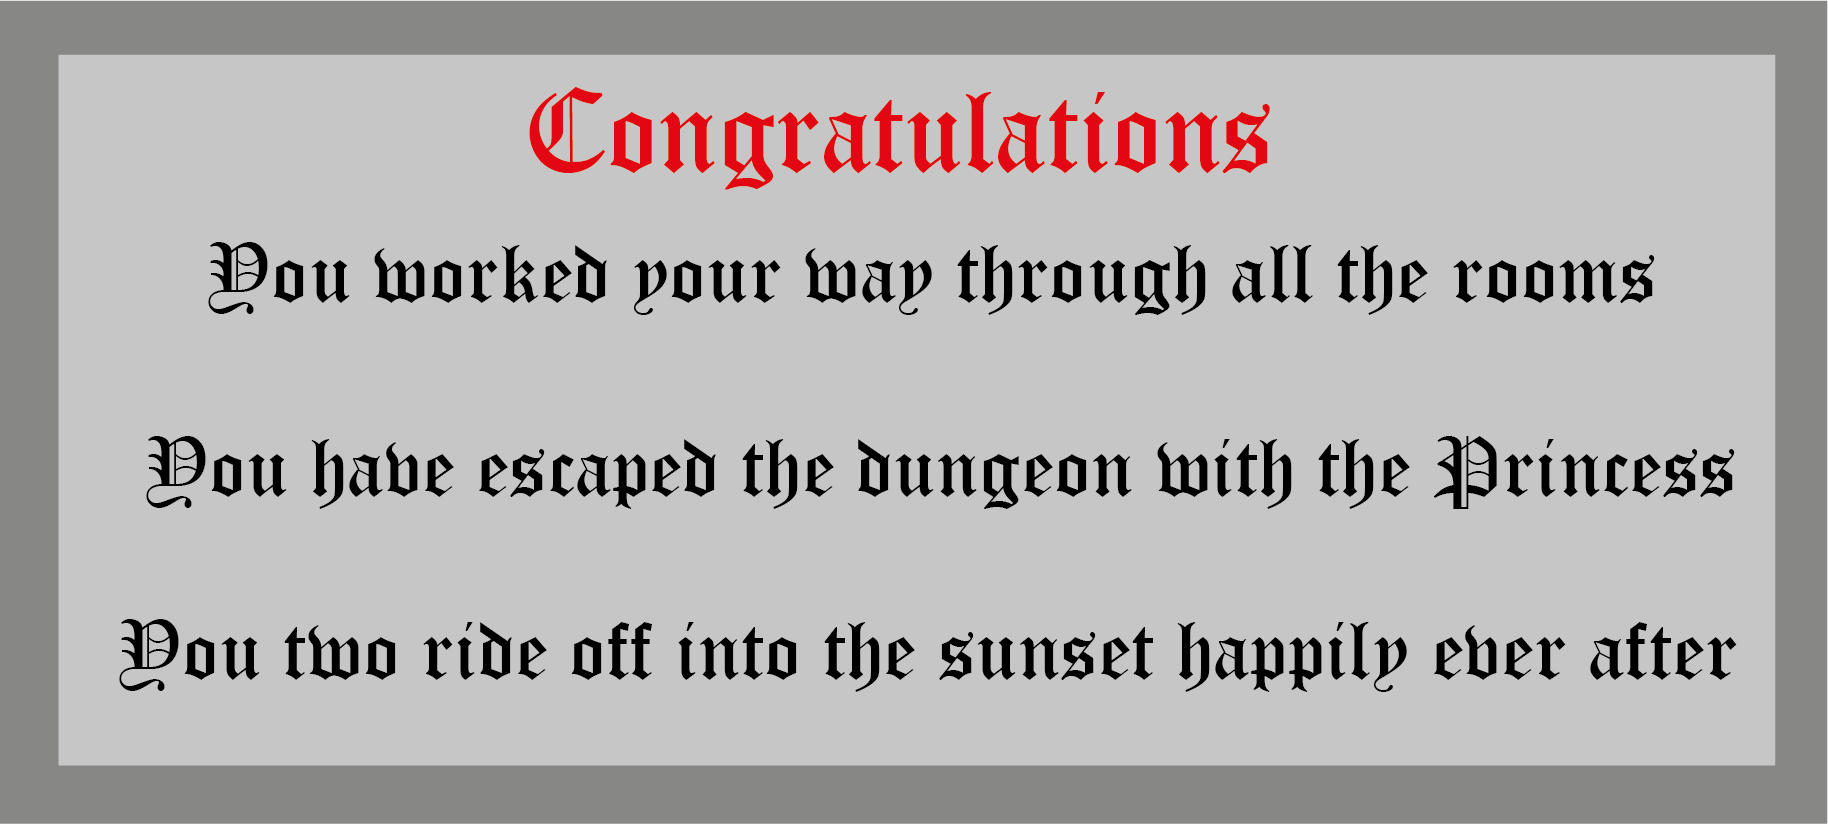 Congratulations
You worked your way through all the rooms
You have escaped the dungeon with the Princess
You two ride off into the sunset happily ever after